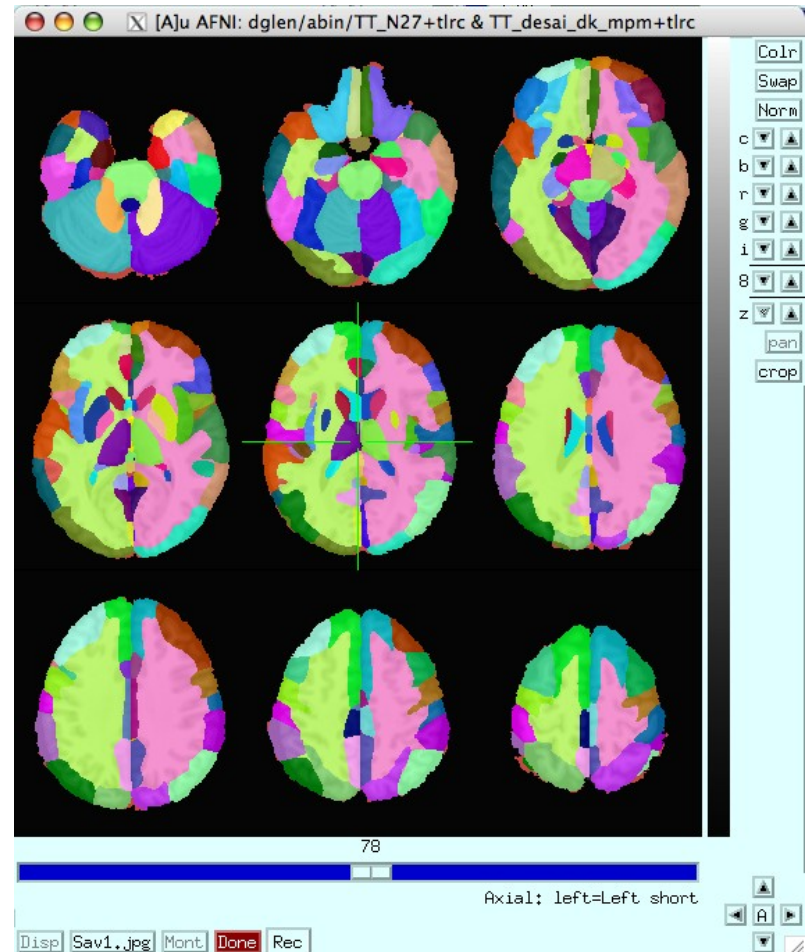 [A]u AFNI: dglen/abin/TT_N27+tlrc & TT_desai_dk_mpm+tlrc
Colr
Swap
Norm
c
b
r
g
i
8
z
pan
crop
78
Axial: left=Left short
A
Disp Sav1.jpg Mont Done Rec